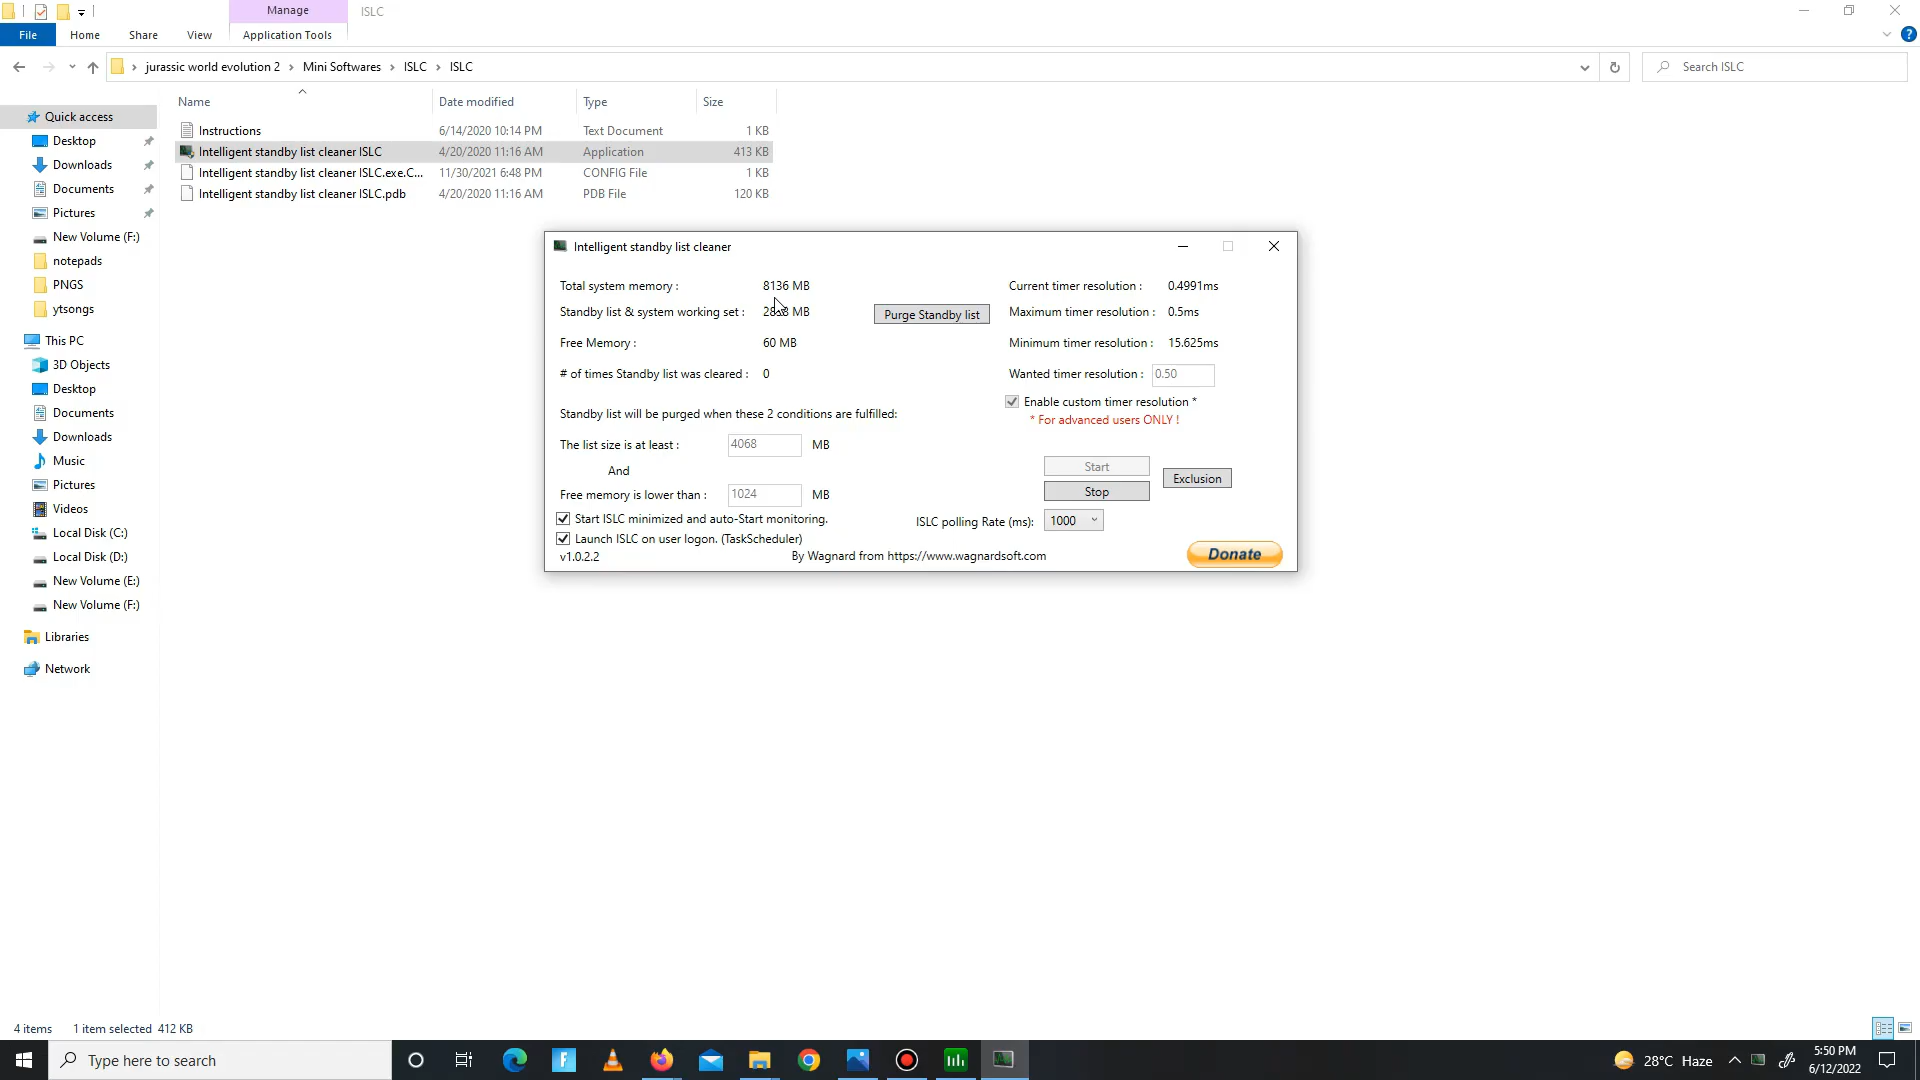 Manage
ISLC
File
Home
Share
View
Application Tools
jurassic world evolution 2 › Mini Softwares › ISLC › ISLC
Search ISLC
Name
Date modified
Type
Size
Instructions 6/14/2020 10:14 PM Text Document 1 KB
Intelligent standby list cleaner ISLC 4/20/2020 11:16 AM Application 413 KB
Intelligent standby list cleaner ISLC.exe.C... 11/30/2021 6:48 PM CONFIG File 1 KB
Intelligent standby list cleaner ISLC.pdb 4/20/2020 11:16 AM PDB File 120 KB
Quick access
Desktop
Downloads
Documents
Pictures
New Volume (F:)
notepads
PNGS
ytsongs
This PC
3D Objects
Desktop
Documents
Downloads
Music
Pictures
Videos
Local Disk (C:)
Local Disk (D:)
New Volume (E:)
New Volume (F:)
Libraries
Network
Intelligent standby list cleaner
Total system memory : 8136 MB
Standby list & system working set : MB
Free Memory : 60 MB
# of times Standby list was cleared : 0
Purge Standby list
Current timer resolution : 0.4991ms
Maximum timer resolution : 0.5ms
Minimum timer resolution : 15.625ms
Wanted timer resolution : 0.50
Enable custom timer resolution *
* For advanced users ONLY !
Standby list will be purged when these 2 conditions are fulfilled:
The list size is at least : 4068 MB
And
Free memory is lower than : 1024 MB
Start
Stop
Exclusion
Start ISLC minimized and auto-Start monitoring.
ISLC polling Rate (ms): 1000
Launch ISLC on user logon. (TaskScheduler)
v1.0.2.2
By Wagnard from https://www.wagnardsoft.com
Donate
4 items 1 item selected 412 KB
Type here to search
28°C Haze
5:50 PM
6/12/2022